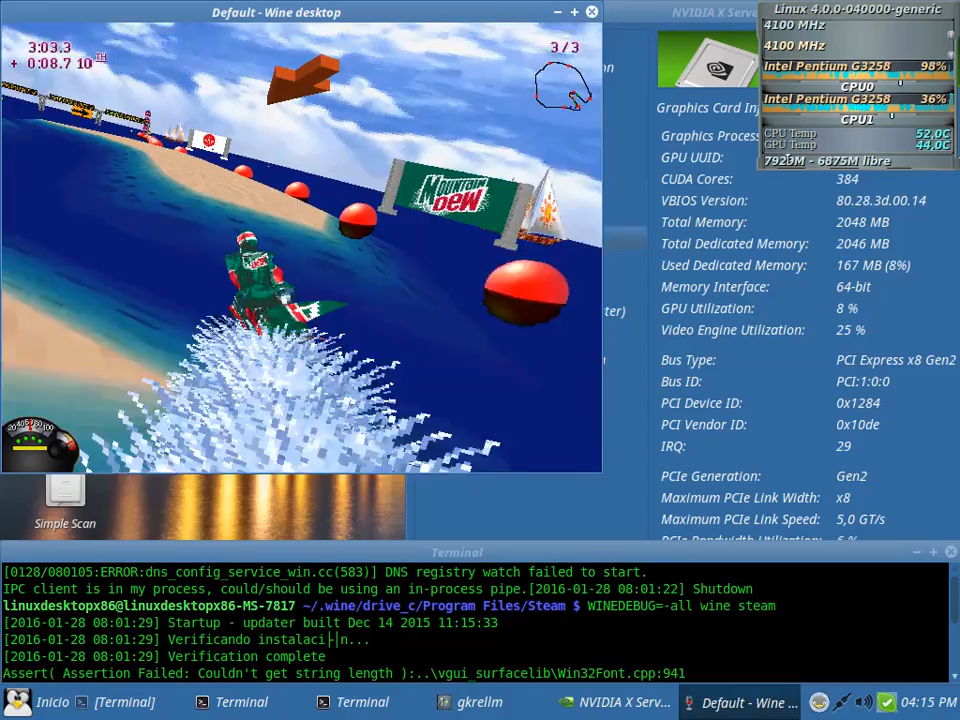 Default - Wine desktop
3:03.3
+ 0:08.7 10TH
3 / 3
MOUNTAIN
DEW
20 40 80 100
NVIDIA X Serve
on
Graphics Card In
Graphics Process
GPU UUID:
CUDA Cores: 384
VBIOS Version: 80.28.3d.00.14
Total Memory: 2048 MB
Total Dedicated Memory: 2046 MB
Used Dedicated Memory: 167 MB (8%)
Memory Interface: 64-bit
ter)
GPU Utilization: 8 %
Video Engine Utilization: 25 %
Bus Type: PCI Express x8 Gen2
Bus ID: PCI:1:0:0
PCI Device ID: 0x1284
PCI Vendor ID: 0x10de
IRQ: 29
PCIe Generation: Gen2
Maximum PCIe Link Width: x8
Maximum PCIe Link Speed: 5,0 GT/s
PCIe Bandwidth Utilization: 6 %
Linux 4.0.0-040000-generic
4100 MHz
4100 MHz
Intel Pentium G3258 98%
CPU0
Intel Pentium G3258 36%
CPU1
CPU Temp 52.0C
GPU Temp 44.0C
7929M - 6875M libre
Simple Scan
Terminal
[0128/080105:ERROR:dns_config_service_win.cc(583)] DNS registry watch failed to start.
IPC client is in my process, could/should be using an in-process pipe.[2016-01-28 08:01:22] Shutdown
linuxdesktopx86@linuxdesktopx86-MS-7817 ~/.wine/drive_c/Program Files/Steam $ WINEDEBUG=-all wine steam
[2016-01-28 08:01:29] Startup - updater built Dec 14 2015 11:15:33
[2016-01-28 08:01:29] Verificando instalaci├│n...
[2016-01-28 08:01:29] Verification complete
Assert( Assertion Failed: Couldn't get string length ):..\vgui_surfacelib\Win32Font.cpp:941
Inicio
[Terminal]
Terminal
Terminal
gkrellm
NVIDIA X Serv...
Default - Wine ...
04:15 PM